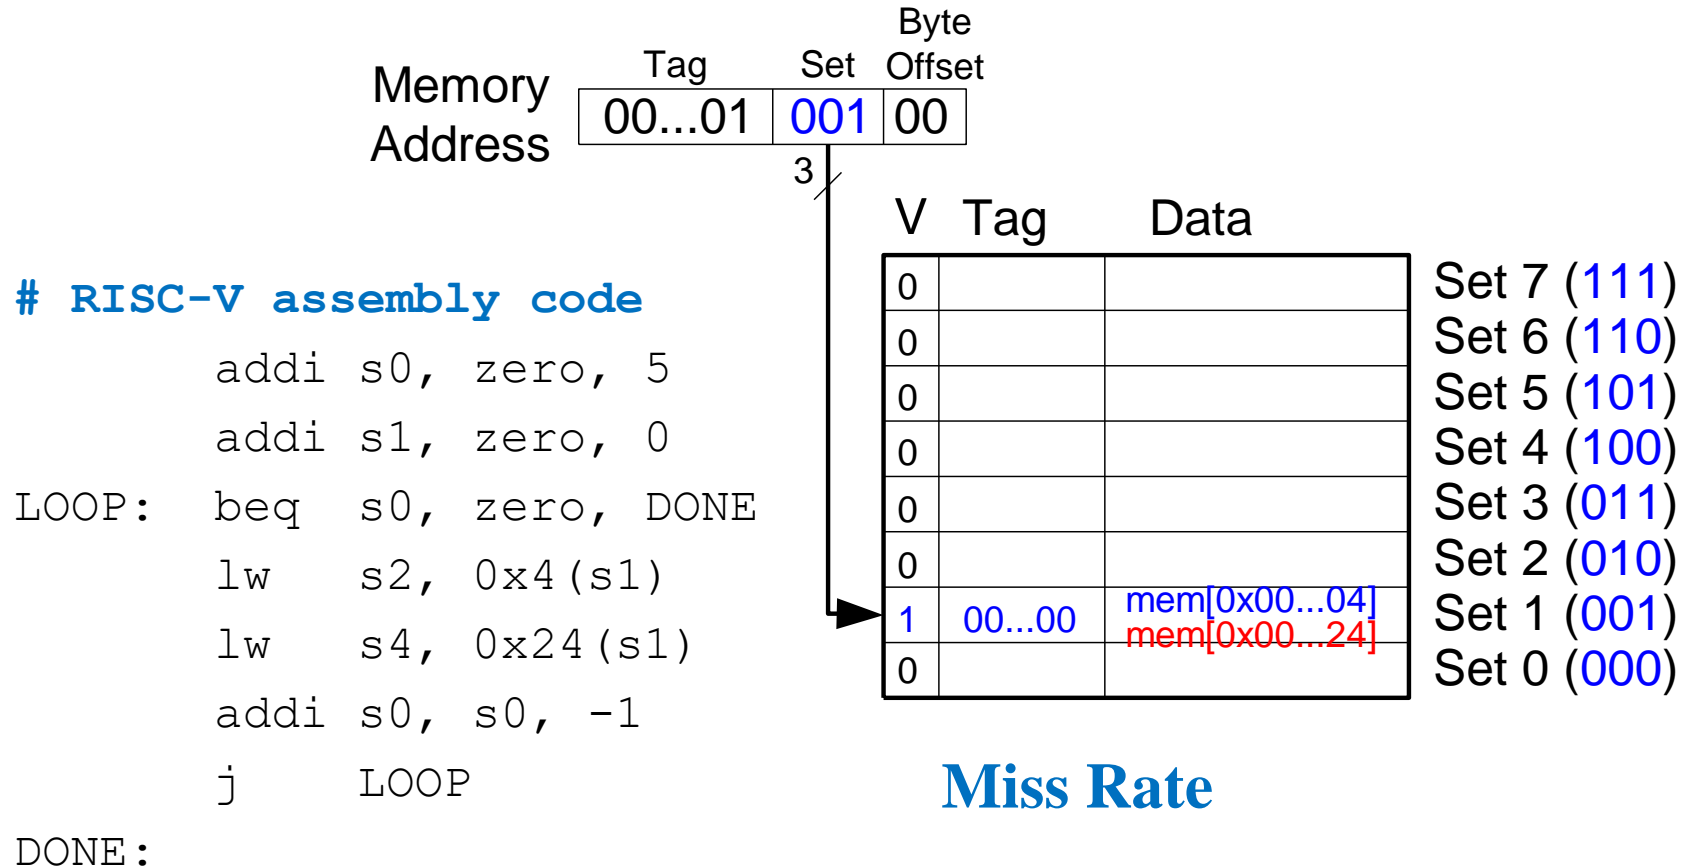 Byte
Tag Set Offset
Memory Address
00...01 001 00
3
V Tag Data
# RISC-V assembly code
addi s0, zero, 5
addi s1, zero, 0
LOOP: beq s0, zero, DONE
lw s2, 0x4(s1)
lw s4, 0x24(s1)
addi s0, s0, -1
j LOOP
DONE:
0 Set 7 (111)
0 Set 6 (110)
0 Set 5 (101)
0 Set 4 (100)
0 Set 3 (011)
0 Set 2 (010)
1 00...00 mem[0x00...04] Set 1 (001)
mem[0x00...24]
0 Set 0 (000)
Miss Rate